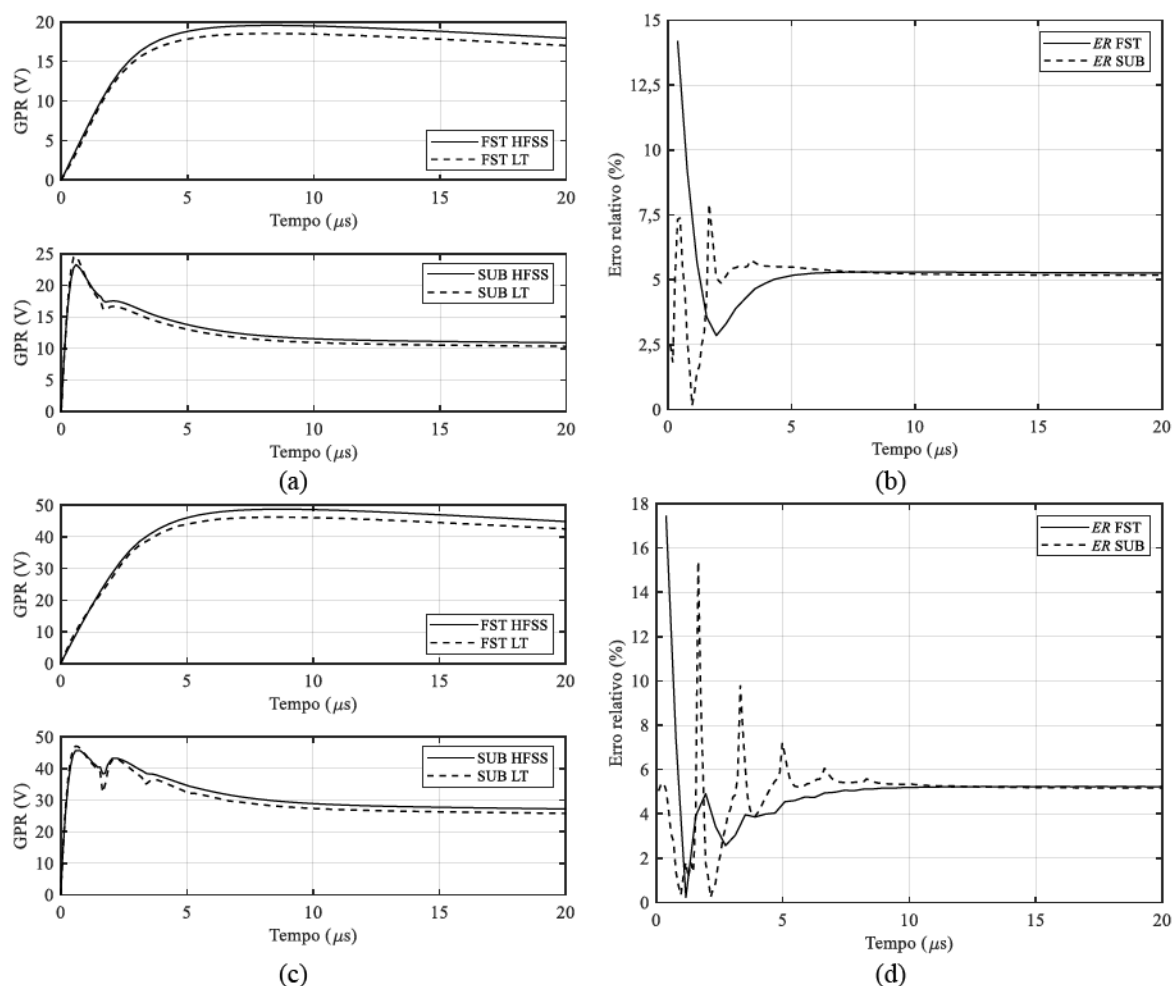 20
15
10
5
0
GPR (V)
FST HFSS
FST LT
0 5 10 15 20
Tempo (μs)
25
20
15
10
5
0
GPR (V)
SUB HFSS
SUB LT
0 5 10 15 20
Tempo (μs)
(a)
15
12,5
10
7,5
5
2,5
0
Erro relativo (%)
ER FST
ER SUB
0 5 10 15 20
Tempo (μs)
(b)
50
40
30
20
10
0
GPR (V)
FST HFSS
FST LT
0 5 10 15 20
Tempo (μs)
50
40
30
20
10
0
GPR (V)
SUB HFSS
SUB LT
0 5 10 15 20
Tempo (μs)
(c)
18
16
14
12
10
8
6
4
2
0
Erro relativo (%)
ER FST
ER SUB
0 5 10 15 20
Tempo (μs)
(d)